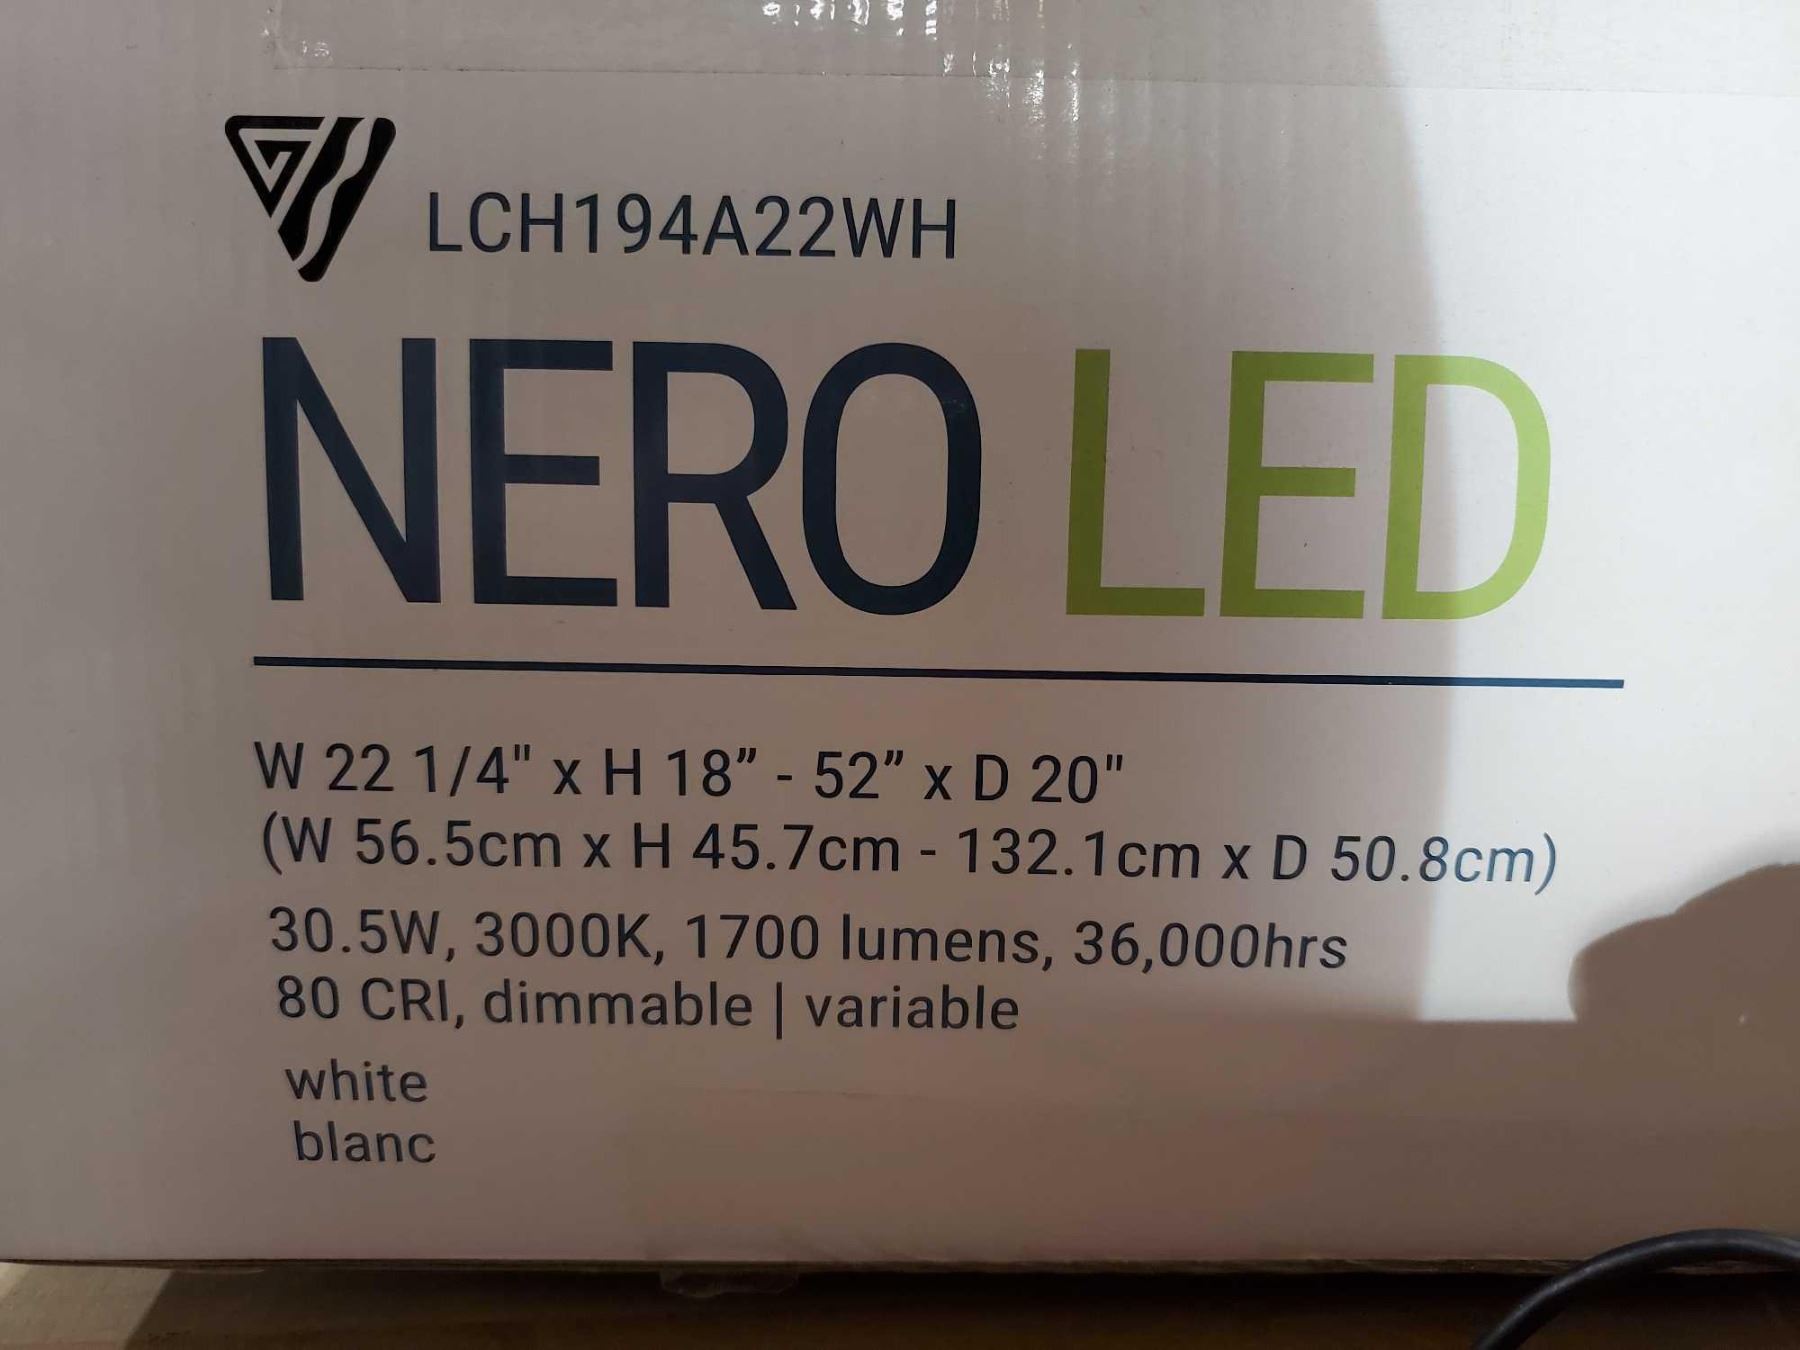 LCH194A22WH
NERO LED
W 22 1/4" x H 18” - 52” x D 20"
(W 56.5cm x H 45.7cm - 132.1cm x D 50.8cm)
30.5W, 3000K, 1700 lumens, 36,000hrs
80 CRI, dimmable | variable
white
blanc